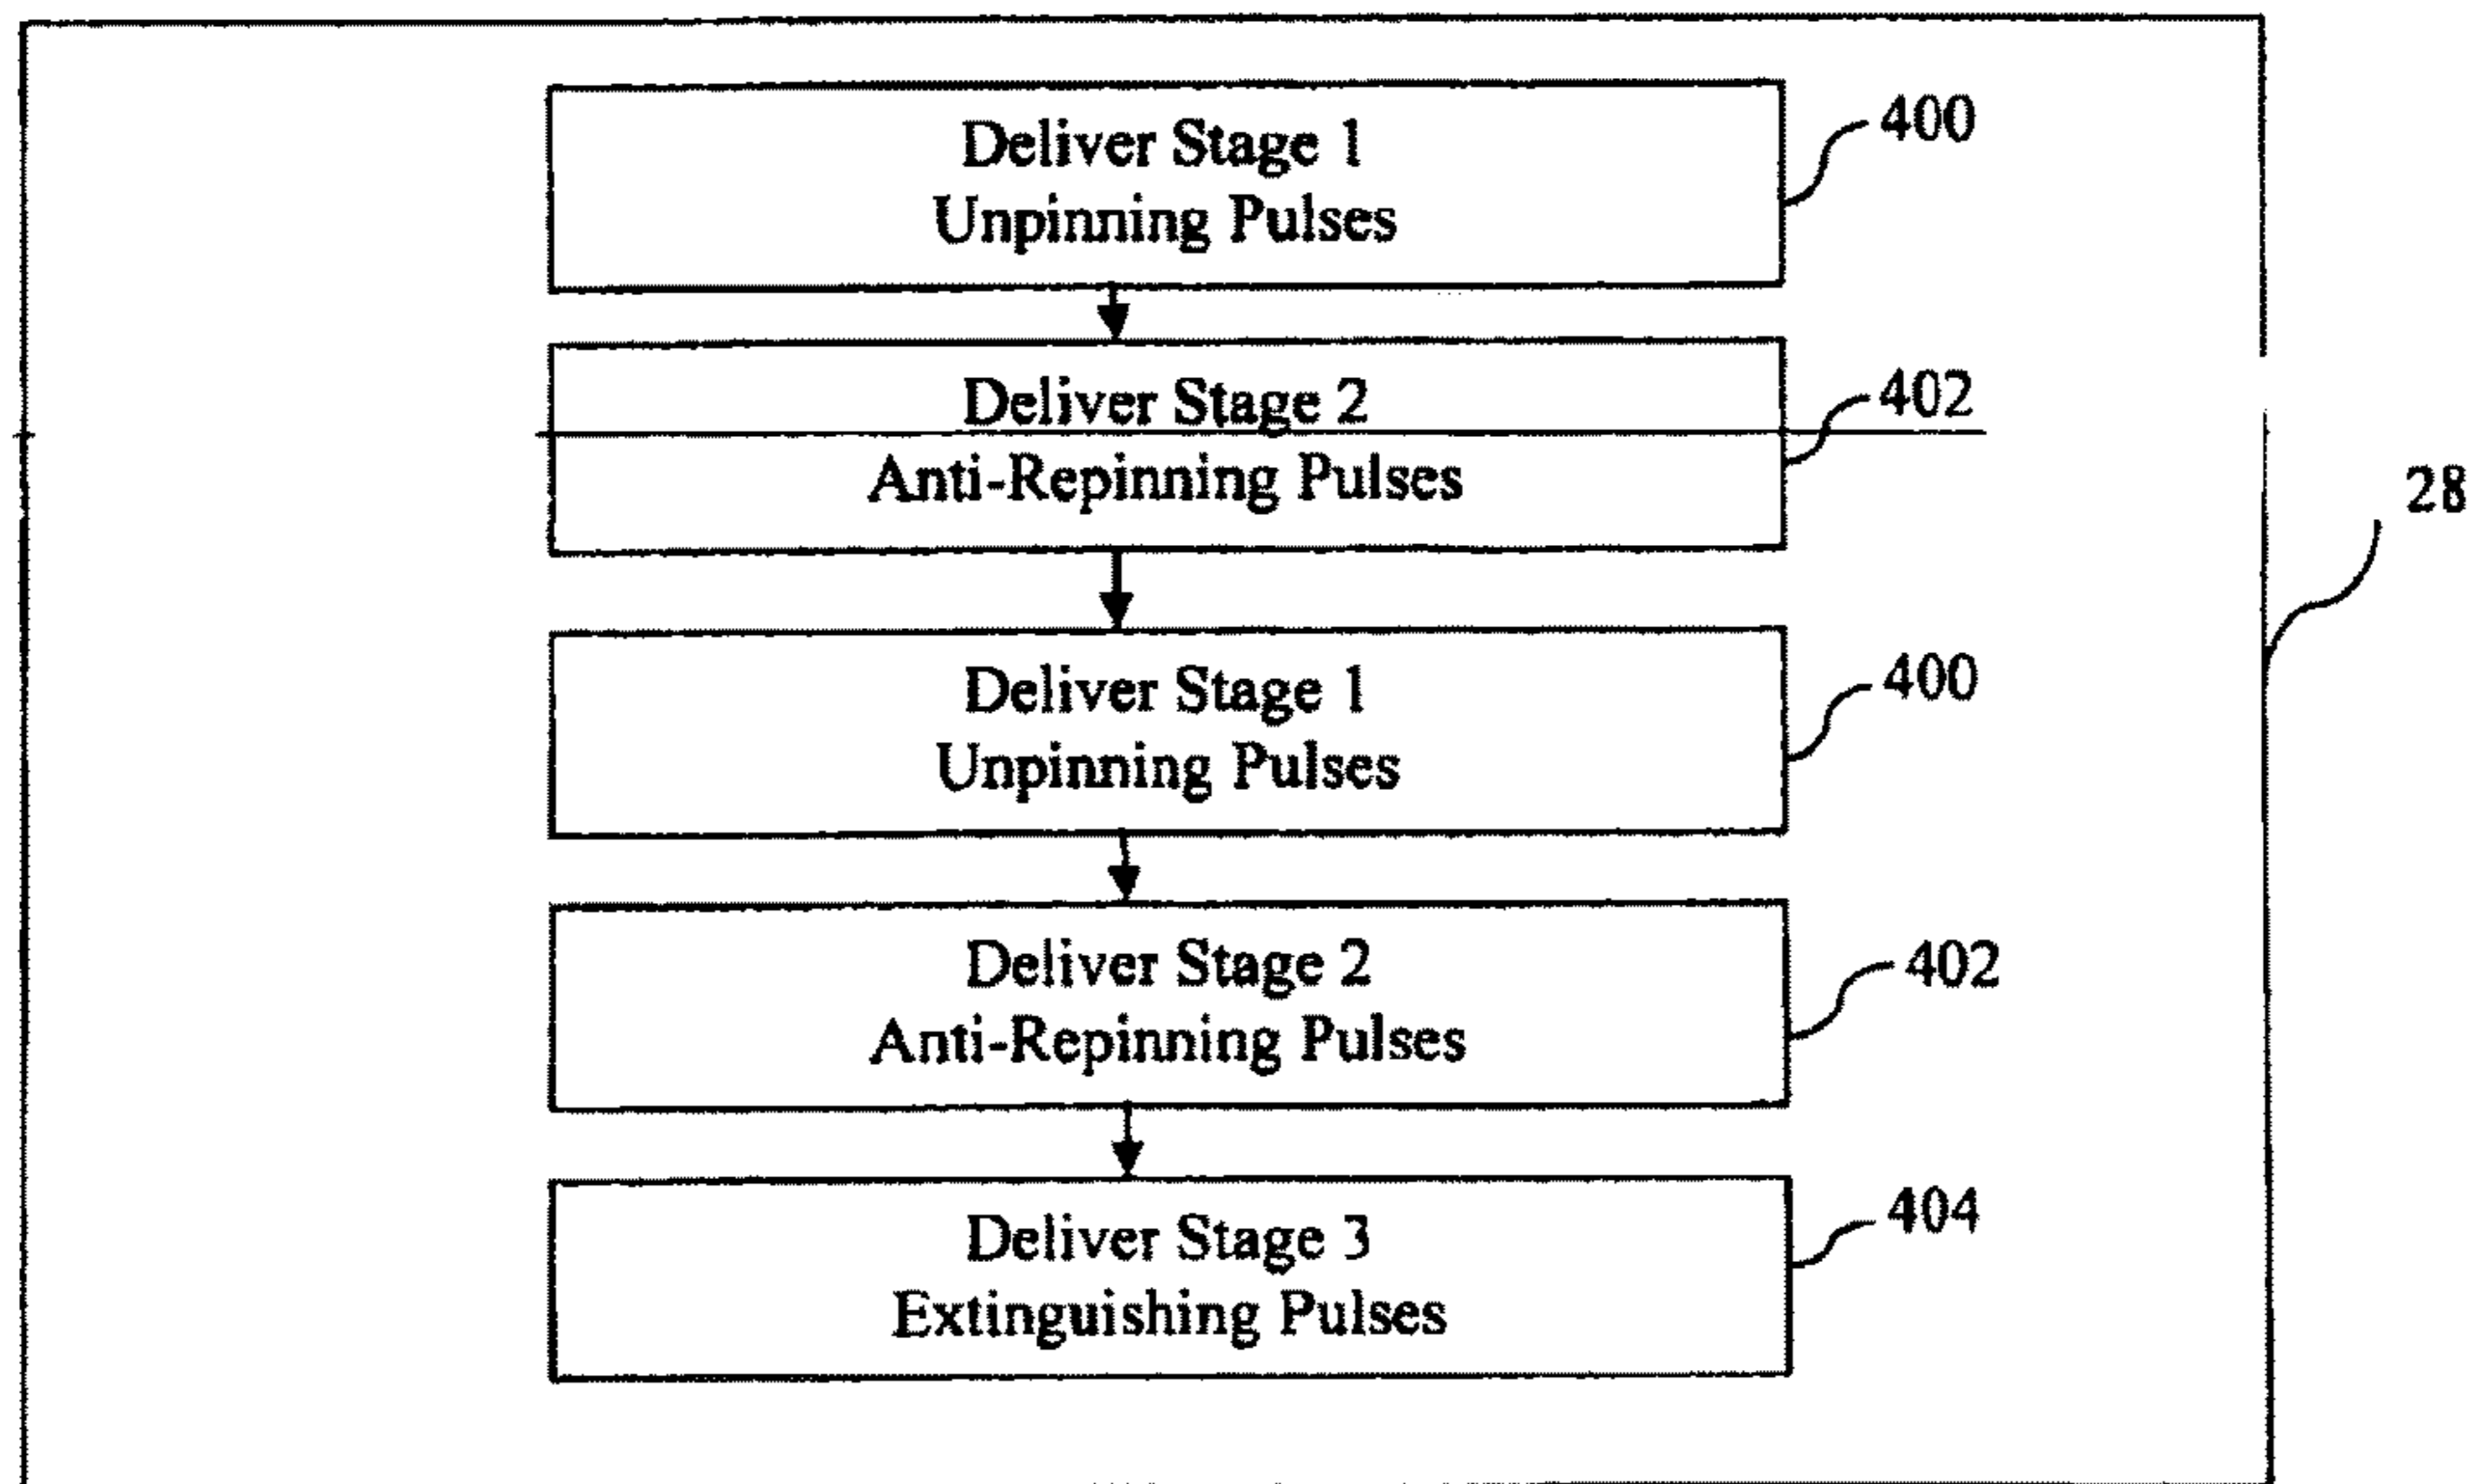 Deliver Stage 1
Unpinning Pulses
400
Deliver Stage 2
Anti-Repinning Pulses
402
28
Deliver Stage 1
Unpinning Pulses
400
Deliver Stage 2
Anti-Repinning Pulses
402
Deliver Stage 3
Extinguishing Pulses
404